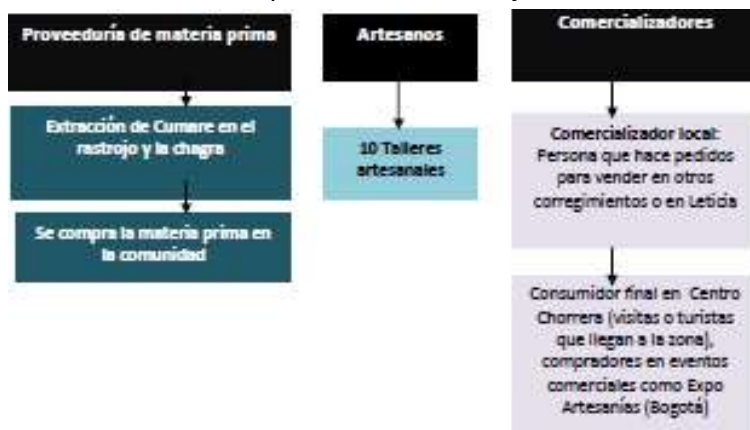 Proveeduría de materia prima
Extracción de Cumare en el
rastrojo y la chagra
Se compra la materia prima en
la comunidad
Artesanos
10 Talleres
artesanales
Comercializadores
Comercializador local:
Persona que hace pedidos
para vender en otros
corregimientos o en Leticia
Consumidor final en Centro
Chorrera (visitas o turistas
que llegan a la zona),
compradores en eventos
comerciales como Expo
Artesanías (Bogotá)